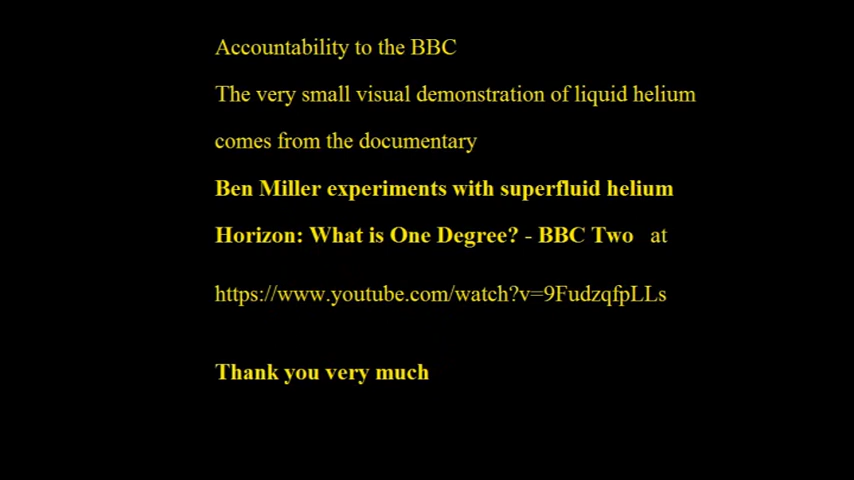 Accountability to the BBC
The very small visual demonstration of liquid helium
comes from the documentary
Ben Miller experiments with superfluid helium
Horizon: What is One Degree? - BBC Two at
https://www.youtube.com/watch?v=9FudzqfpLLs
Thank you very much